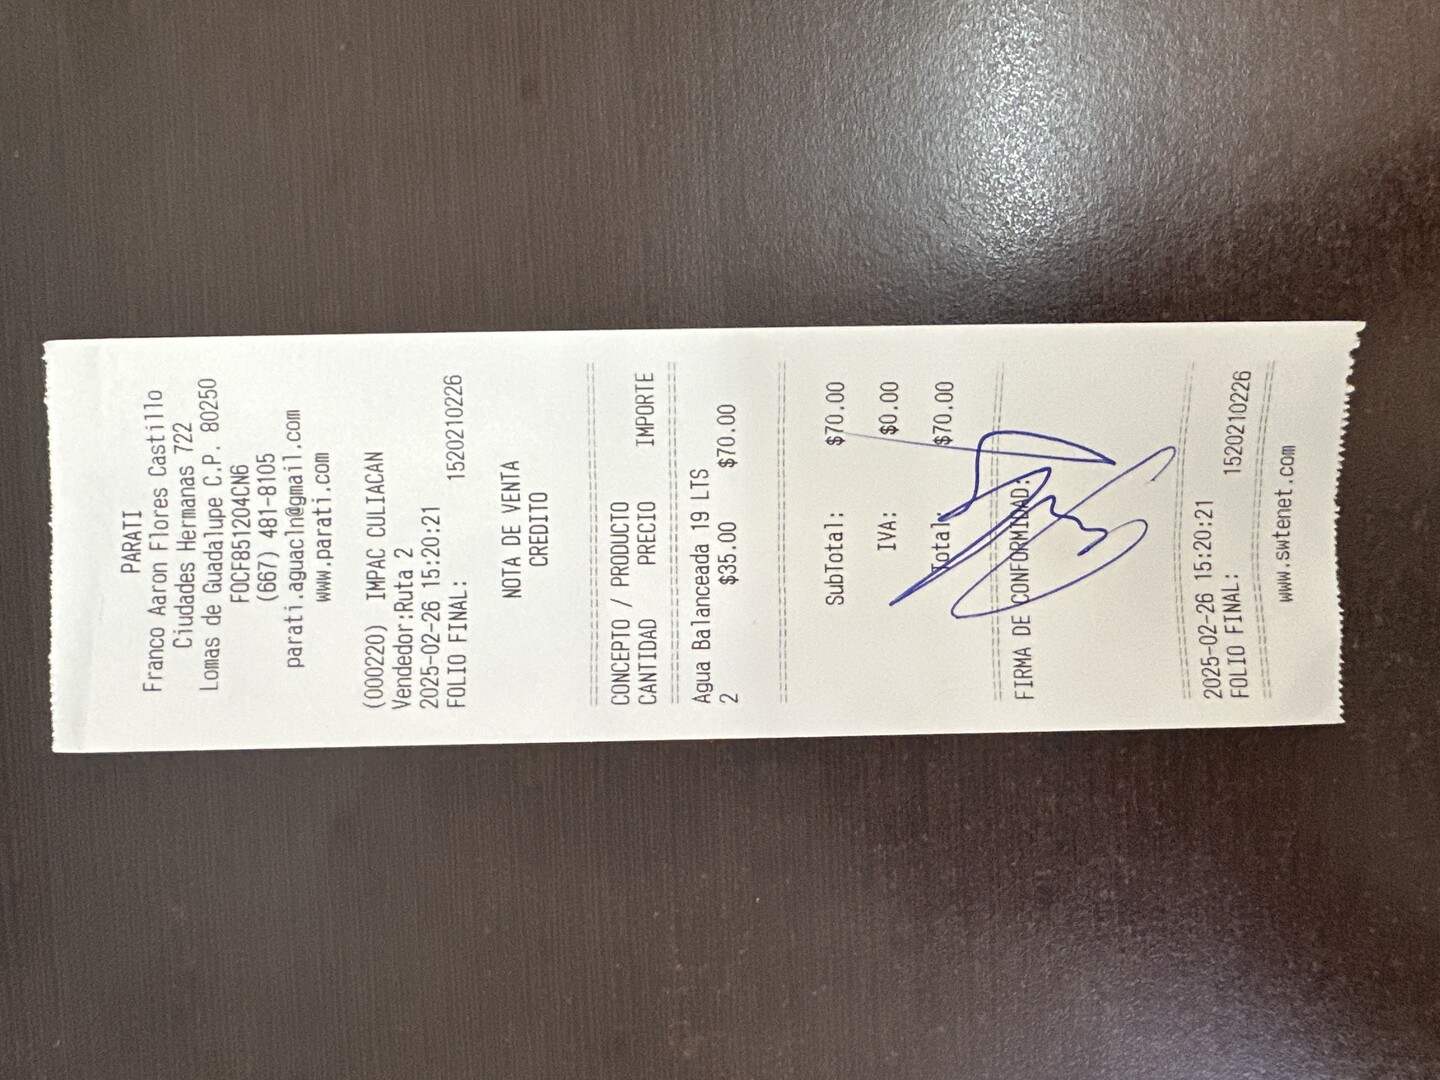 PARATI
Franco Aaron Flores Castillo
Ciudades Hermanas 722
Lomas de Guadalupe C.P. 80250
FOCF851204CN6
(667) 481-8105
parati.aguacln@gmail.com
www.parati.com
(000220) IMPAC CULIACAN
Vendedor:Ruta 2
2025-02-26 15:20:21
FOLIO FINAL: 1520210226
NOTA DE VENTA
CREDITO
CONCEPTO / PRODUCTO
CANTIDAD PRECIO IMPORTE
Agua Balanceada 19 LTS
2 $35.00 $70.00
SubTotal: $70.00
IVA: $0.00
Total: $70.00
FIRMA DE CONFORMIDAD:
2025-02-26 15:20:21
FOLIO FINAL: 1520210226
www.swtenet.com